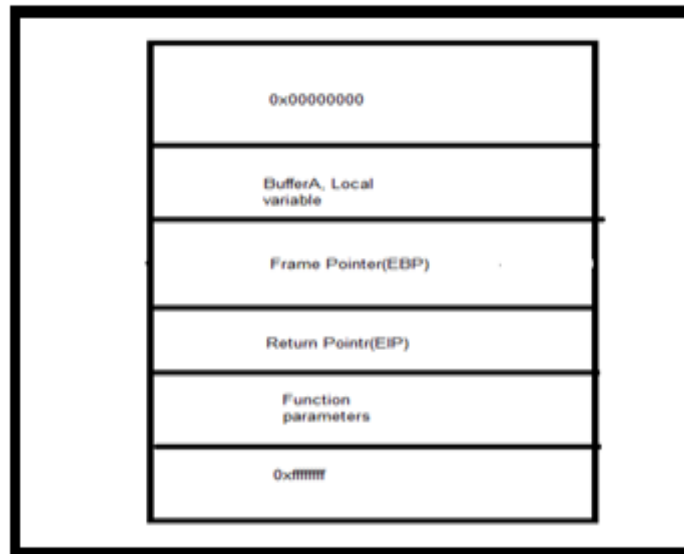 0x00000000
BufferA, Local
variable
Frame Pointer(EBP)
Return Pointr(EIP)
Function
parameters
0xffffffff